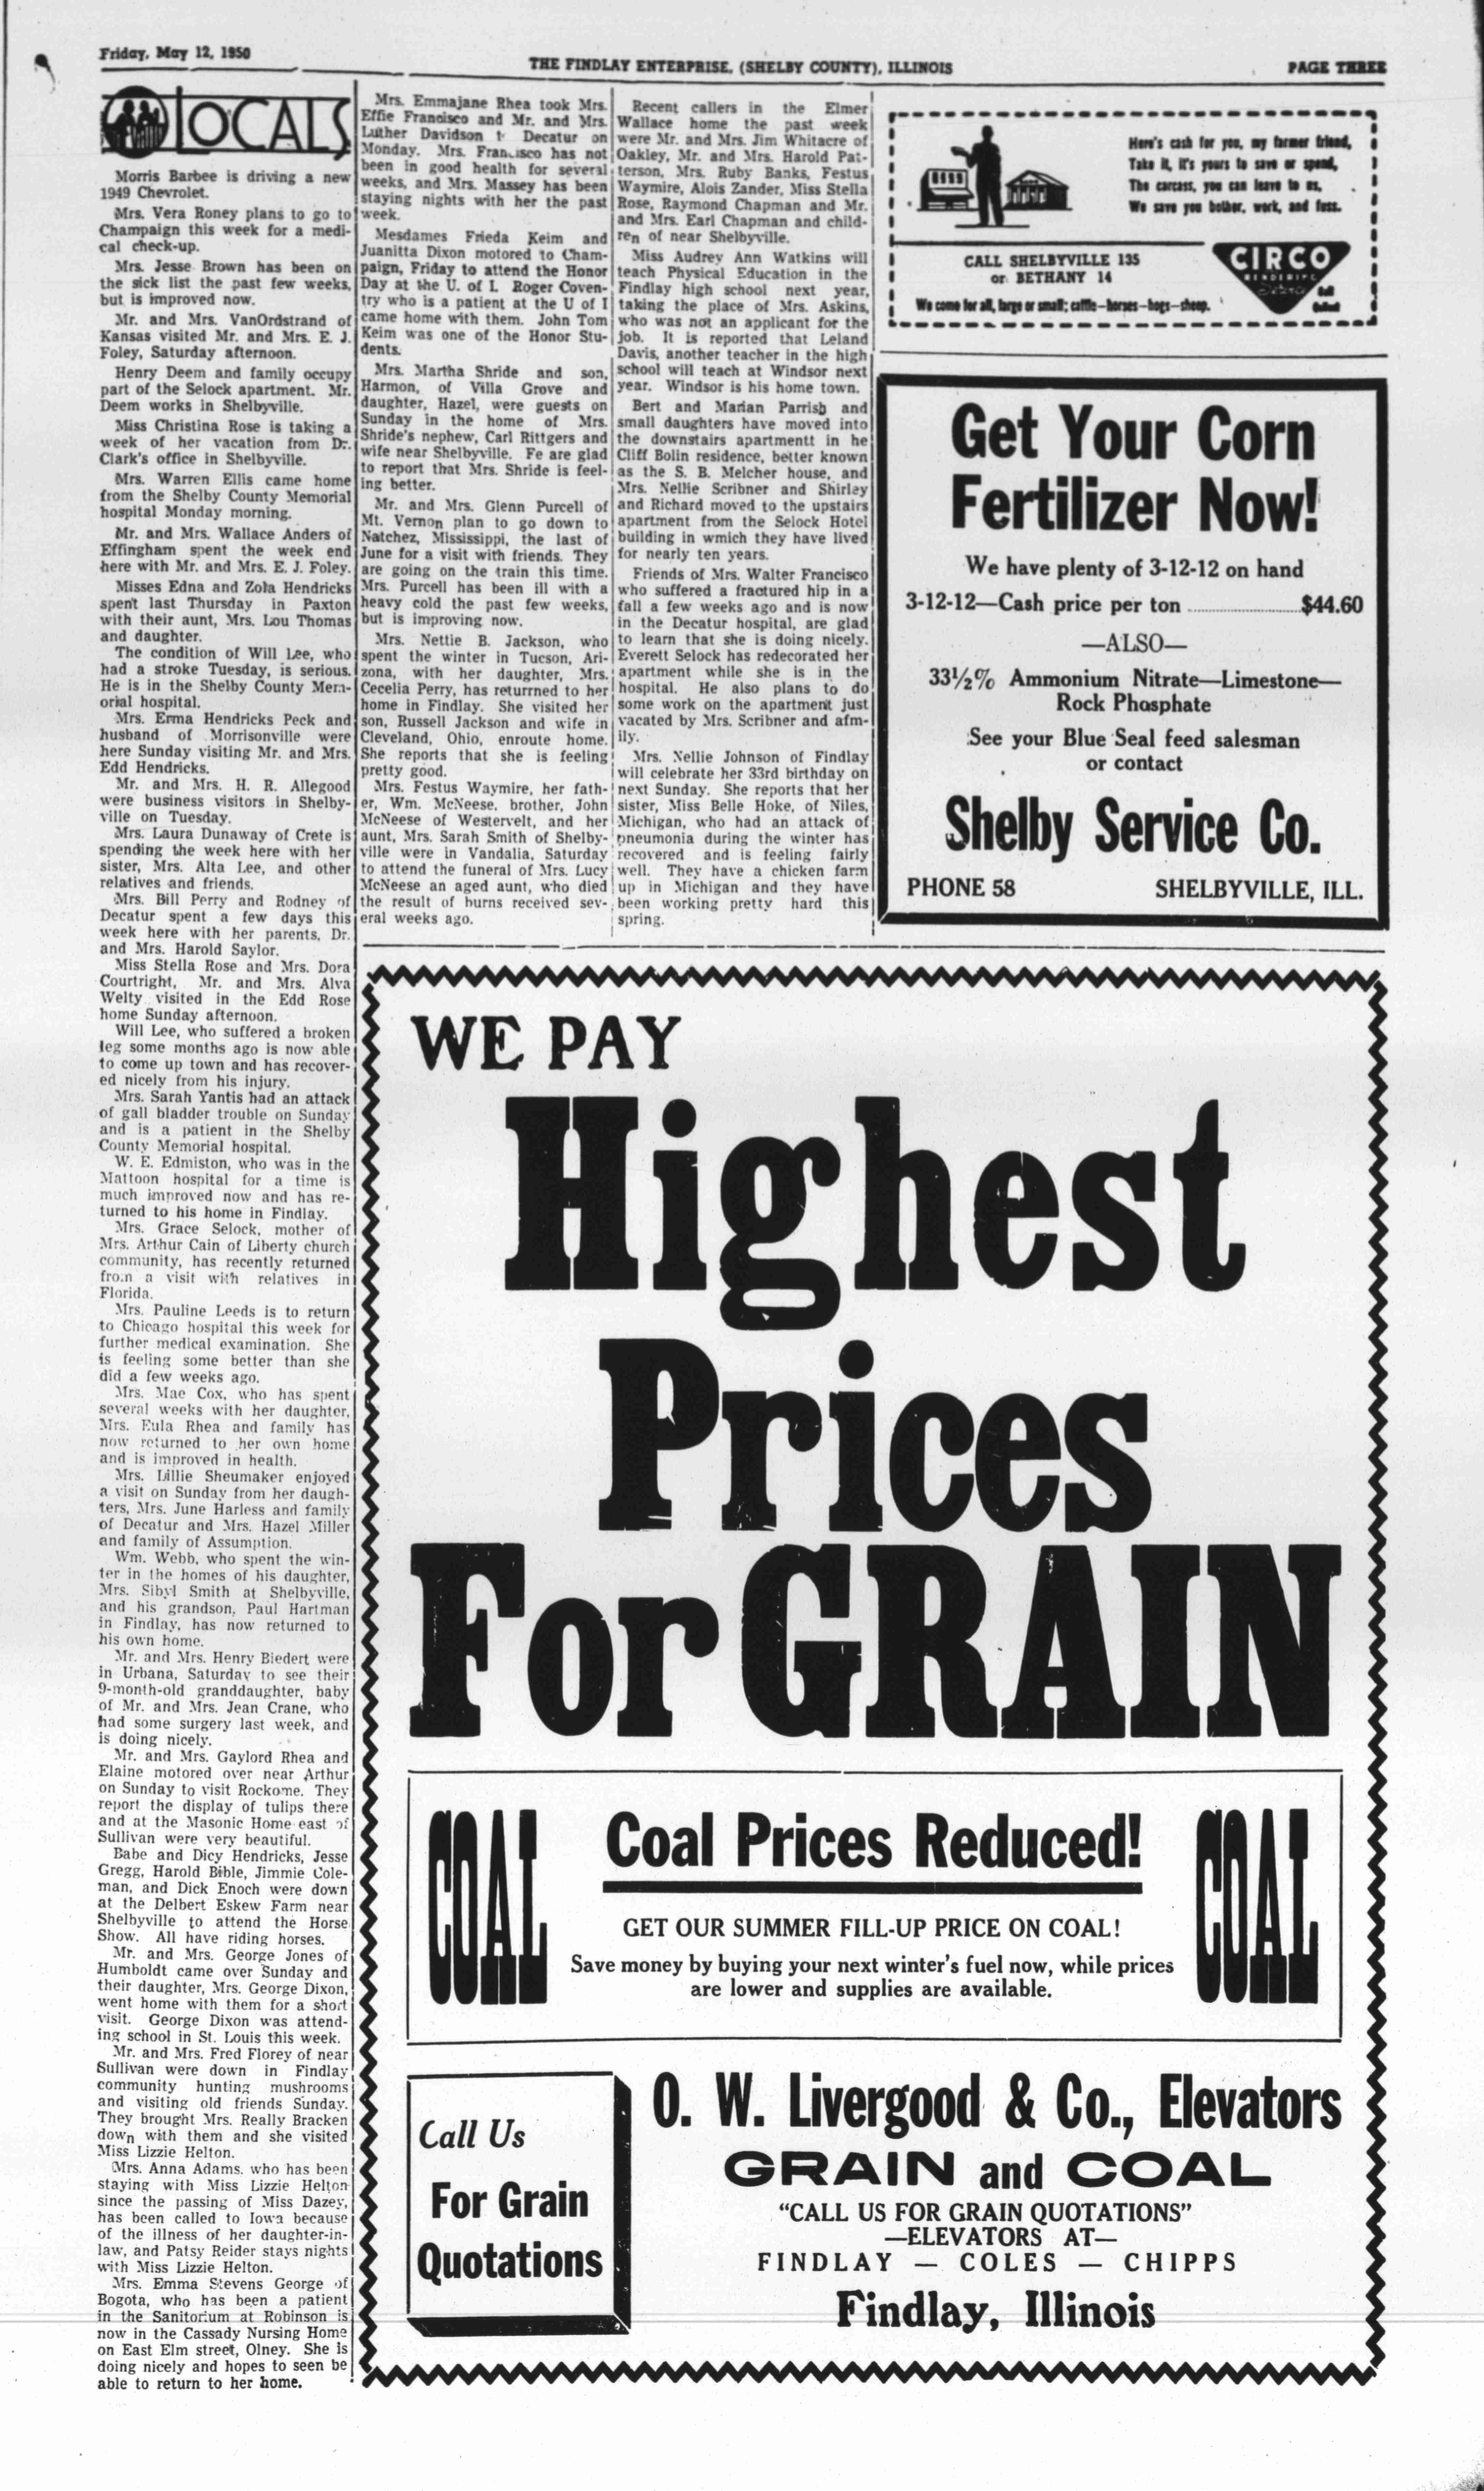 Friday, May 12, 1950
THE FINDLAY ENTERPRISE, (SHELBY COUNTY), ILLINOIS
PAGE THREE
LOCALS
Morris Barbee is driving a new
1949 Chevrolet.
Mrs. Vera Roney plans to go to
Champaign this week for a medi-
cal check-up.
Mrs. Jesse Brown has been on
the sick list the past few weeks,
but is improved now.
Mr. and Mrs. VanOrdstrand of
Kansas visited Mr. and Mrs. E. J.
Foley, Saturday afternoon.
Henry Deem and family occupy
part of the Selock apartment. Mr.
Deem works in Shelbyville.
Miss Christina Rose is taking a
week of her vacation from Dr.
Clark's office in Shelbyville.
Mrs. Warren Ellis came home
from the Shelby County Memorial
hospital Monday morning.
Mr. and Mrs. Wallace Anders of
Effingham spent the week end
here with Mr. and Mrs. E. J. Foley.
Misses Edna and Zola Hendricks
spent last Thursday in Paxton
with their aunt, Mrs. Lou Thomas
and daughter.
The condition of Will Lee, who
had a stroke Tuesday, is serious.
He is in the Shelby County Mem-
orial hospital.
Mrs. Erma Hendricks Peck and
husband of Morrisonville were
here Sunday visiting Mr. and Mrs.
Edd Hendricks.
Mr. and Mrs. H. R. Allegood
were business visitors in Shelby-
ville on Tuesday.
Mrs. Laura Dunaway of Crete is
spending the week here with her
sister, Mrs. Alta Lee, and other
relatives and friends.
Mrs. Bill Perry and Rodney of
Decatur spent a few days this
week here with her parents, Dr.
and Mrs. Harold Saylor.
Miss Stella Rose and Mrs. Dora
Courtright, Mr. and Mrs. Alva
Welty visited in the Edd Rose
home Sunday afternoon.
Will Lee, who suffered a broken
leg some months ago is now able
to come up town and has recover-
ed nicely from his injury.
Mrs. Sarah Yantis had an attack
of gall bladder trouble on Sunday
and is a patient in the Shelby
County Memorial hospital.
W. E. Edmiston, who was in the
Mattoon hospital for a time is
much improved now and has re-
turned to his home in Findlay.
Mrs. Grace Selock, mother of
Mrs. Arthur Cain of Liberty church
community, has recently returned
from a visit with relatives in
Florida.
Mrs. Pauline Leeds is to return
to Chicago hospital this week for
further medical examination. She
is feeling some better than she
did a few weeks ago.
Mrs. Mae Cox, who has spent
several weeks with her daughter,
Mrs. Eula Rhea and family has
now returned to her own home
and is improved in health.
Mrs. Lillie Sheumaker enjoyed
a visit on Sunday from her daugh-
ters, Mrs. June Harless and family
of Decatur and Mrs. Hazel Miller
and family of Assumption.
Wm. Webb, who spent the win-
ter in the homes of his daughter,
Mrs. Sibyl Smith at Shelbyville,
and his grandson, Paul Hartman
in Findlay, has now returned to
his own home.
Mr. and Mrs. Henry Biedert were
in Urbana, Saturday to see their
9-month-old granddaughter, baby
of Mr. and Mrs. Jean Crane, who
had some surgery last week, and
is doing nicely.
Mr. and Mrs. Gaylord Rhea and
Elaine motored over near Arthur
on Sunday to visit Rockome. They
report the display of tulips there
and at the Masonic Home east of
Sullivan were very beautiful.
Babe and Dicy Hendricks, Jesse
Gregg, Harold Bible, Jimmie Cole-
man, and Dick Enoch were down
at the Delbert Eskew Farm near
Shelbyville to attend the Horse
Show. All have riding horses.
Mr. and Mrs. George Jones of
Humboldt came over Sunday and
their daughter, Mrs. George Dixon,
went home with them for a short
visit. George Dixon was attend-
ing school in St. Louis this week.
Mr. and Mrs. Fred Florey of near
Sullivan were down in Findlay
community hunting mushrooms
and visiting old friends Sunday.
They brought Mrs. Really Bracken
down with them and she visited
Miss Lizzie Helton.
Mrs. Anna Adams, who has been
staying with Miss Lizzie Helton
since the passing of Miss Dazey,
has been called to Iowa because
of the illness of her daughter-in-
law, and Patsy Reider stays nights
with Miss Lizzie Helton.
Mrs. Emma Stevens George of
Bogota, who has been a patient
in the Sanitorium at Robinson is
now in the Cassady Nursing Home
on East Elm street, Olney. She is
doing nicely and hopes to seen be
able to return to her home.
Mrs. Emmajane Rhea took Mrs.
Effie Francisco and Mr. and Mrs.
Luther Davidson t Decatur on
Monday. Mrs. Francisco has not
been in good health for several
weeks, and Mrs. Massey has been
staying nights with her the past
week.
Mesdames Frieda Keim and
Juanitta Dixon motored to Cham-
paign, Friday to attend the Honor
Day at the U. of I. Roger Coven-
try who is a patient at the U of I
came home with them. John Tom
Keim was one of the Honor Stu-
dents.
Mrs. Martha Shride and son,
Harmon, of Villa Grove and
daughter, Hazel, were guests on
Sunday in the home of Mrs.
Shride's nephew, Carl Rittgers and
wife near Shelbyville. Fe are glad
to report that Mrs. Shride is feel-
ing better.
Mr. and Mrs. Glenn Purcell of
Mt. Vernon plan to go down to
Natchez, Mississippi, the last of
June for a visit with friends. They
are going on the train this time.
Mrs. Purcell has been ill with a
heavy cold the past few weeks,
but is improving now.
Mrs. Nettie B. Jackson, who
spent the winter in Tucson, Ari-
zona, with her daughter, Mrs.
Cecelia Perry, has returrned to her
home in Findlay. She visited her
son, Russell Jackson and wife in
Cleveland, Ohio, enroute home.
She reports that she is feeling
pretty good.
Mrs. Festus Waymire, her fath-
er, Wm. McNeese, brother, John
McNeese of Westervelt, and her
aunt, Mrs. Sarah Smith of Shelby-
ville were in Vandalia, Saturday
to attend the funeral of Mrs. Lucy
McNeese an aged aunt, who died
the result of burns received sev-
eral weeks ago.
Recent callers in the Elmer
Wallace home the past week
were Mr. and Mrs. Jim Whitacre of
Oakley, Mr. and Mrs. Harold Pat-
terson, Mrs. Ruby Banks, Festus
Waymire, Alois Zander, Miss Stella
Rose, Raymond Chapman and Mr.
and Mrs. Earl Chapman and child-
ren of near Shelbyville.
Miss Audrey Ann Watkins will
teach Physical Education in the
Findlay high school next year,
taking the place of Mrs. Askins,
who was not an applicant for the
job. It is reported that Leland
Davis, another teacher in the high
school will teach at Windsor next
year. Windsor is his home town.
Bert and Marian Parrish and
small daughters have moved into
the downstairs apartmentt in he
Cliff Bolin residence, better known
as the S. B. Melcher house, and
Mrs. Nellie Scribner and Shirley
and Richard moved to the upstairs
apartment from the Selock Hotel
building in wmich they have lived
for nearly ten years.
Friends of Mrs. Walter Francisco
who suffered a fractured hip in a
fall a few weeks ago and is now
in the Decatur hospital, are glad
to learn that she is doing nicely.
Everett Selock has redecorated her
apartment while she is in the
hospital. He also plans to do
some work on the apartment just
vacated by Mrs. Scribner and afm-
ily.
Mrs. Nellie Johnson of Findlay
will celebrate her 33rd birthday on
next Sunday. She reports that her
sister, Miss Belle Hoke, of Niles,
Michigan, who had an attack of
pneumonia during the winter has
recovered and is feeling fairly
well. They have a chicken farm
up in Michigan and they have
been working pretty hard this
spring.
Here's cash for you, my farmer friend,
Take it, it's yours to save or spend,
The carcass, you can leave to us,
We save you bother, work, and fuss.
CALL SHELBYVILLE 135
or BETHANY 14
We come for all, large or small; cattle—horses—hogs—sheep.
CIRCO
RENDERING
Get Your Corn
Fertilizer Now!
We have plenty of 3-12-12 on hand
3-12-12—Cash price per ton ........ $44.60
—ALSO—
33½% Ammonium Nitrate—Limestone—
Rock Phosphate
See your Blue Seal feed salesman
or contact
Shelby Service Co.
PHONE 58 SHELBYVILLE, ILL.
WE PAY
Highest
Prices
For GRAIN
COAL
Coal Prices Reduced!
GET OUR SUMMER FILL-UP PRICE ON COAL!
Save money by buying your next winter's fuel now, while prices
are lower and supplies are available.
COAL
Call Us
For Grain
Quotations
O. W. Livergood & Co., Elevators
GRAIN and COAL
"CALL US FOR GRAIN QUOTATIONS"
—ELEVATORS AT—
FINDLAY — COLES — CHIPPS
Findlay, Illinois